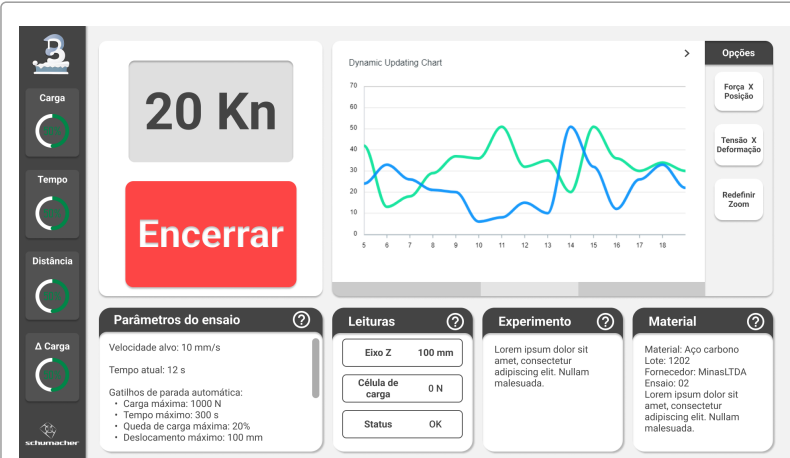 Carga
Tempo
Distância
Δ Carga
schumacher
20 Kn
Encerrar
Dynamic Updating Chart
70
60
50
40
30
20
10
0
5 6 7 8 9 10 11 12 13 14 15 16 17 18
Opções
Força X
Posição
Tensão X
Deformação
Redefinir
Zoom
Parâmetros do ensaio ?
Velocidade alvo: 10 mm/s
Tempo atual: 12 s
Gatilhos de parada automática:
• Carga máxima: 1000 N
• Tempo máximo: 300 s
• Queda de carga máxima: 20%
• Deslocamento máximo: 100 mm
Leituras ?
Eixo Z 100 mm
Célula de
carga 0 N
Status OK
Experimento ?
Lorem ipsum dolor sit
amet, consectetur
adipiscing elit. Nullam
malesuada.
Material ?
Material: Aço carbono
Lote: 1202
Fornecedor: MinasLTDA
Ensaio: 02
Lorem ipsum dolor sit
amet, consectetur
adipiscing elit. Nullam
malesuada.